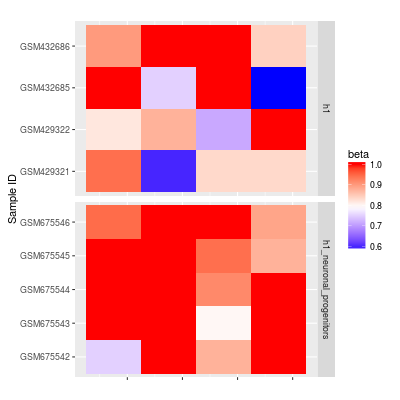 GSM432686
GSM432685
GSM429322
GSM429321
h1
GSM675546
GSM675545
GSM675544
GSM675543
GSM675542
h1_neuronal_progenitors
Sample ID
beta
1.0
0.9
0.8
0.7
0.6